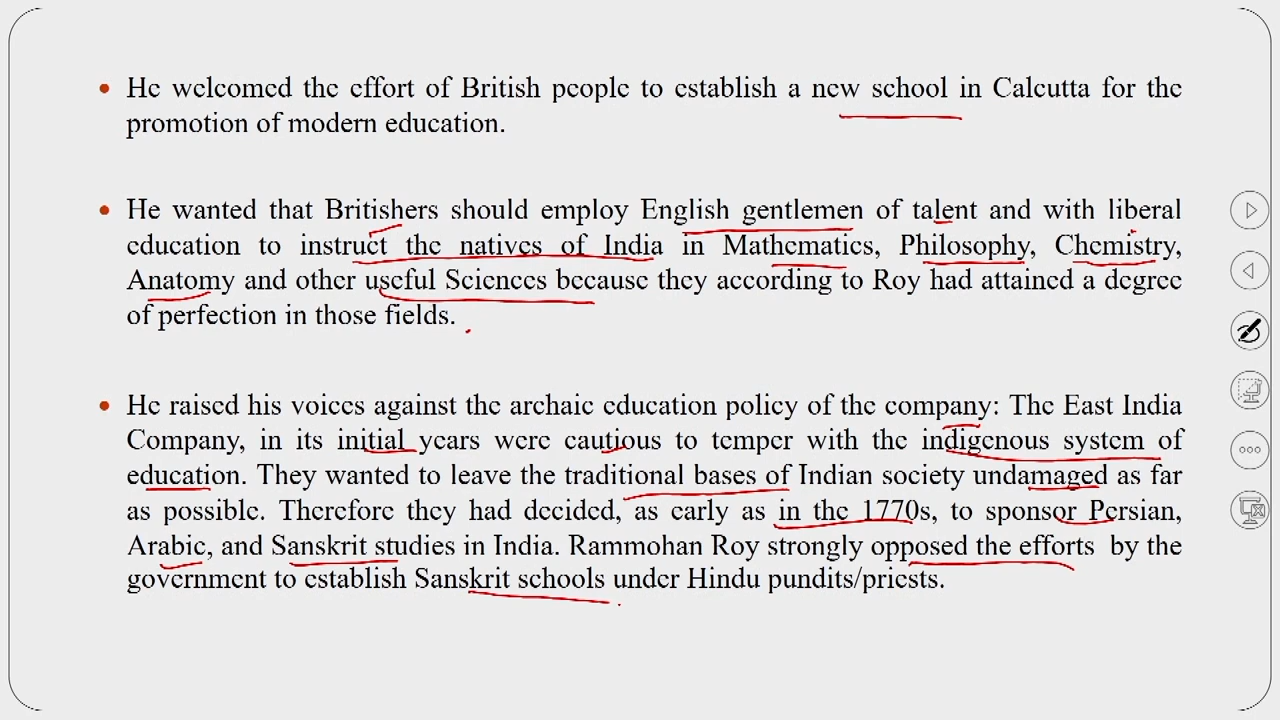 • He welcomed the effort of British people to establish a new school in Calcutta for the
promotion of modern education.
• He wanted that Britishers should employ English gentlemen of talent and with liberal
education to instruct the natives of India in Mathematics, Philosophy, Chemistry,
Anatomy and other useful Sciences because they according to Roy had attained a degree
of perfection in those fields.
• He raised his voices against the archaic education policy of the company: The East India
Company, in its initial years were cautious to temper with the indigenous system of
education. They wanted to leave the traditional bases of Indian society undamaged as far
as possible. Therefore they had decided, as early as in the 1770s, to sponsor Persian,
Arabic, and Sanskrit studies in India. Rammohan Roy strongly opposed the efforts by the
government to establish Sanskrit schools under Hindu pundits/priests.